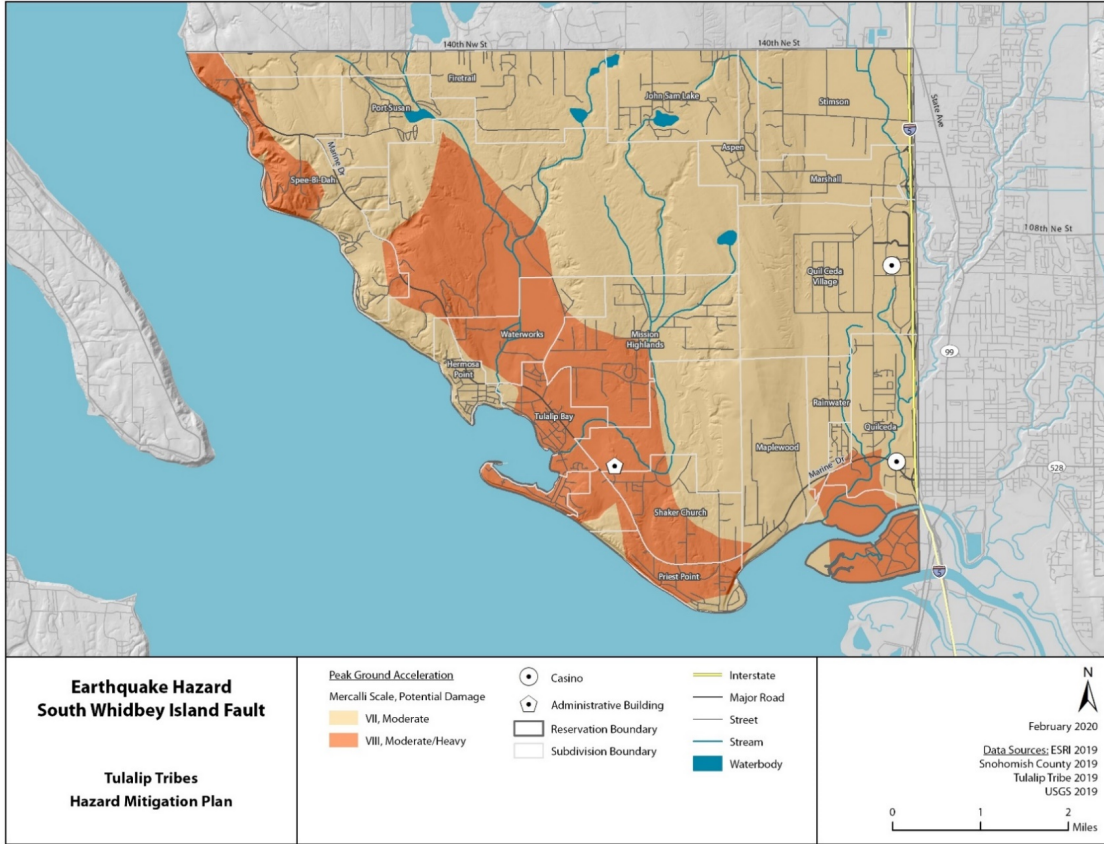 140th Nw St
140th Ne St
Firetrail
John Sam Lake
Port Susan
Stimson
State Ave
5
Aspen
Marine Dr
Marshall
Spee-Bi-Dah
108th Ne St
Quil Ceda
Village
Waterworks
Mission
Highlands
99
Hermosa
Point
Rainwater
Tulalip Bay
Quilceda
Maplewood
Marine Dr
528
Shaker Church
Priest Point
5
Earthquake Hazard
South Whidbey Island Fault
Tulalip Tribes
Hazard Mitigation Plan
Peak Ground Acceleration
Mercalli Scale, Potential Damage
VII, Moderate
VIII, Moderate/Heavy
Casino
Administrative Building
Reservation Boundary
Subdivision Boundary
Interstate
Major Road
Street
Stream
Waterbody
N
February 2020
Data Sources: ESRI 2019
Snohomish County 2019
Tulalip Tribe 2019
USGS 2019
0 1 2
Miles